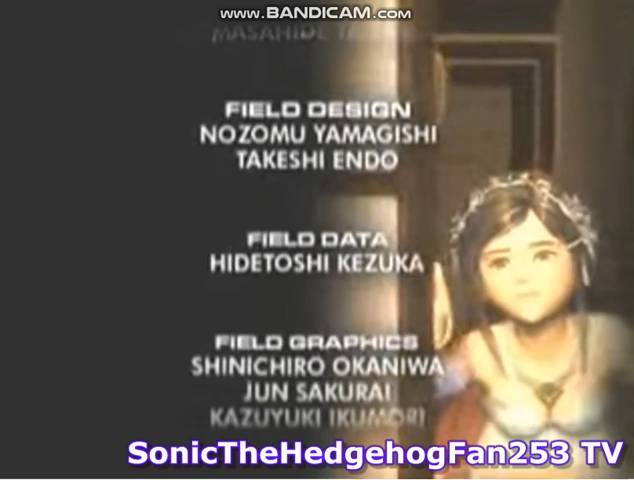 www.BANDICAM.com
MASAHIDE
FIELD DESIGN
NOZOMU YAMAGISHI
TAKESHI ENDO
FIELD DATA
HIDETOSHI KEZUKA
FIELD GRAPHICS
SHINICHIRO OKANIWA
JUN SAKURAI
KAZUYUKI IKUMORI
SonicTheHedgehogFan253 TV